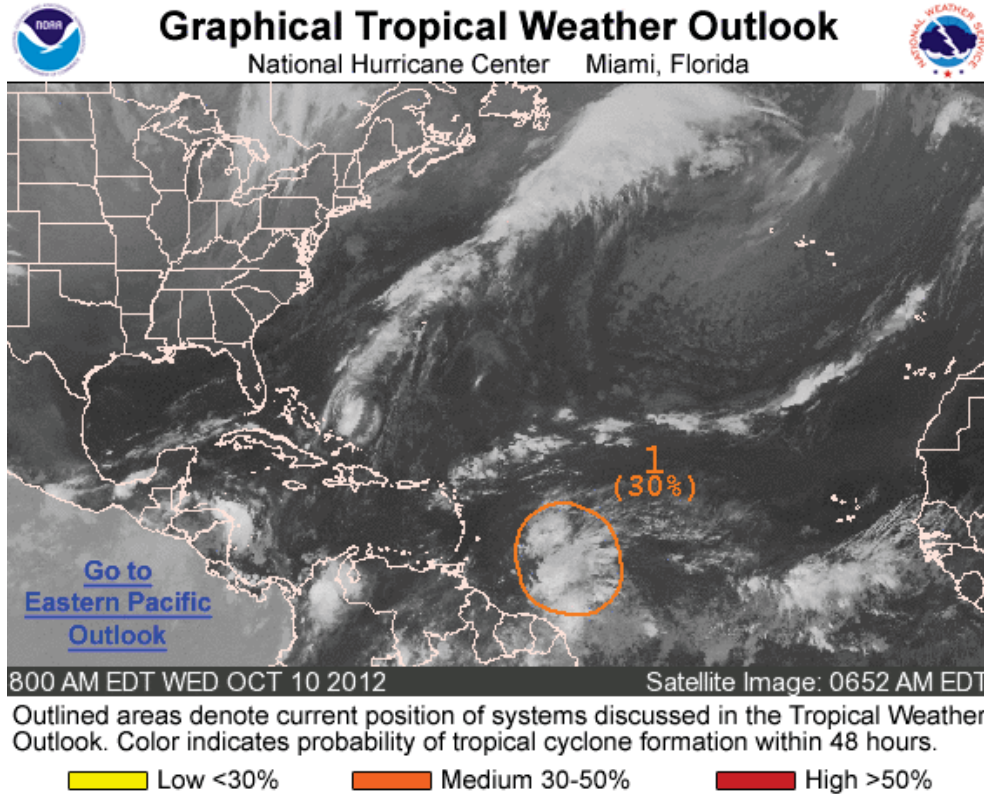 Graphical Tropical Weather Outlook
National Hurricane Center Miami, Florida
NOAA
NATIONAL WEATHER SERVICE
1
(30%)
Go to
Eastern Pacific
Outlook
800 AM EDT WED OCT 10 2012 Satellite Image: 0652 AM EDT
Outlined areas denote current position of systems discussed in the Tropical Weather
Outlook. Color indicates probability of tropical cyclone formation within 48 hours.
Low <30% Medium 30-50% High >50%